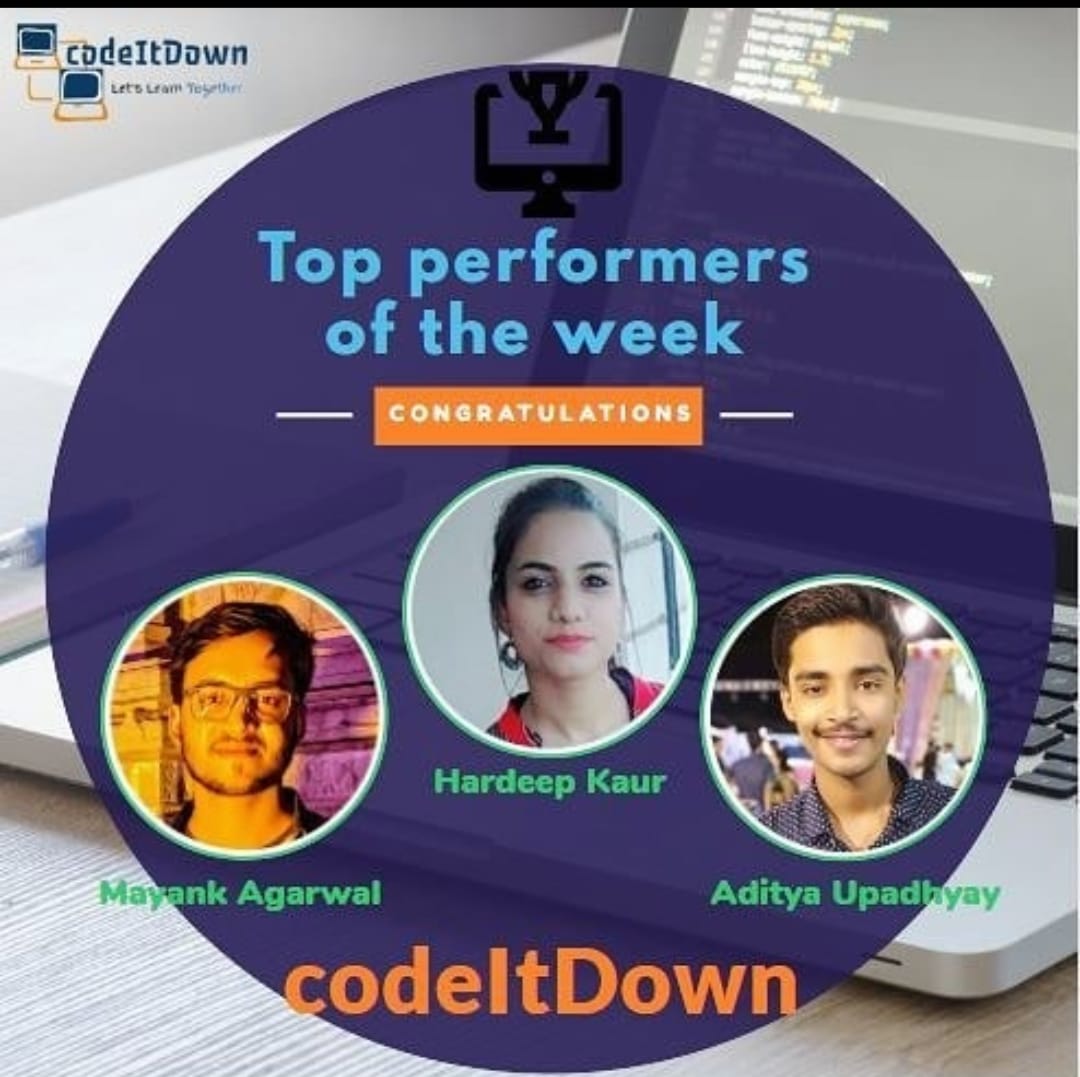 codeItDown
Let's Learn Together
Top performers
of the week
CONGRATULATIONS
Hardeep Kaur
Mayank Agarwal
Aditya Upadhyay
codeItDown